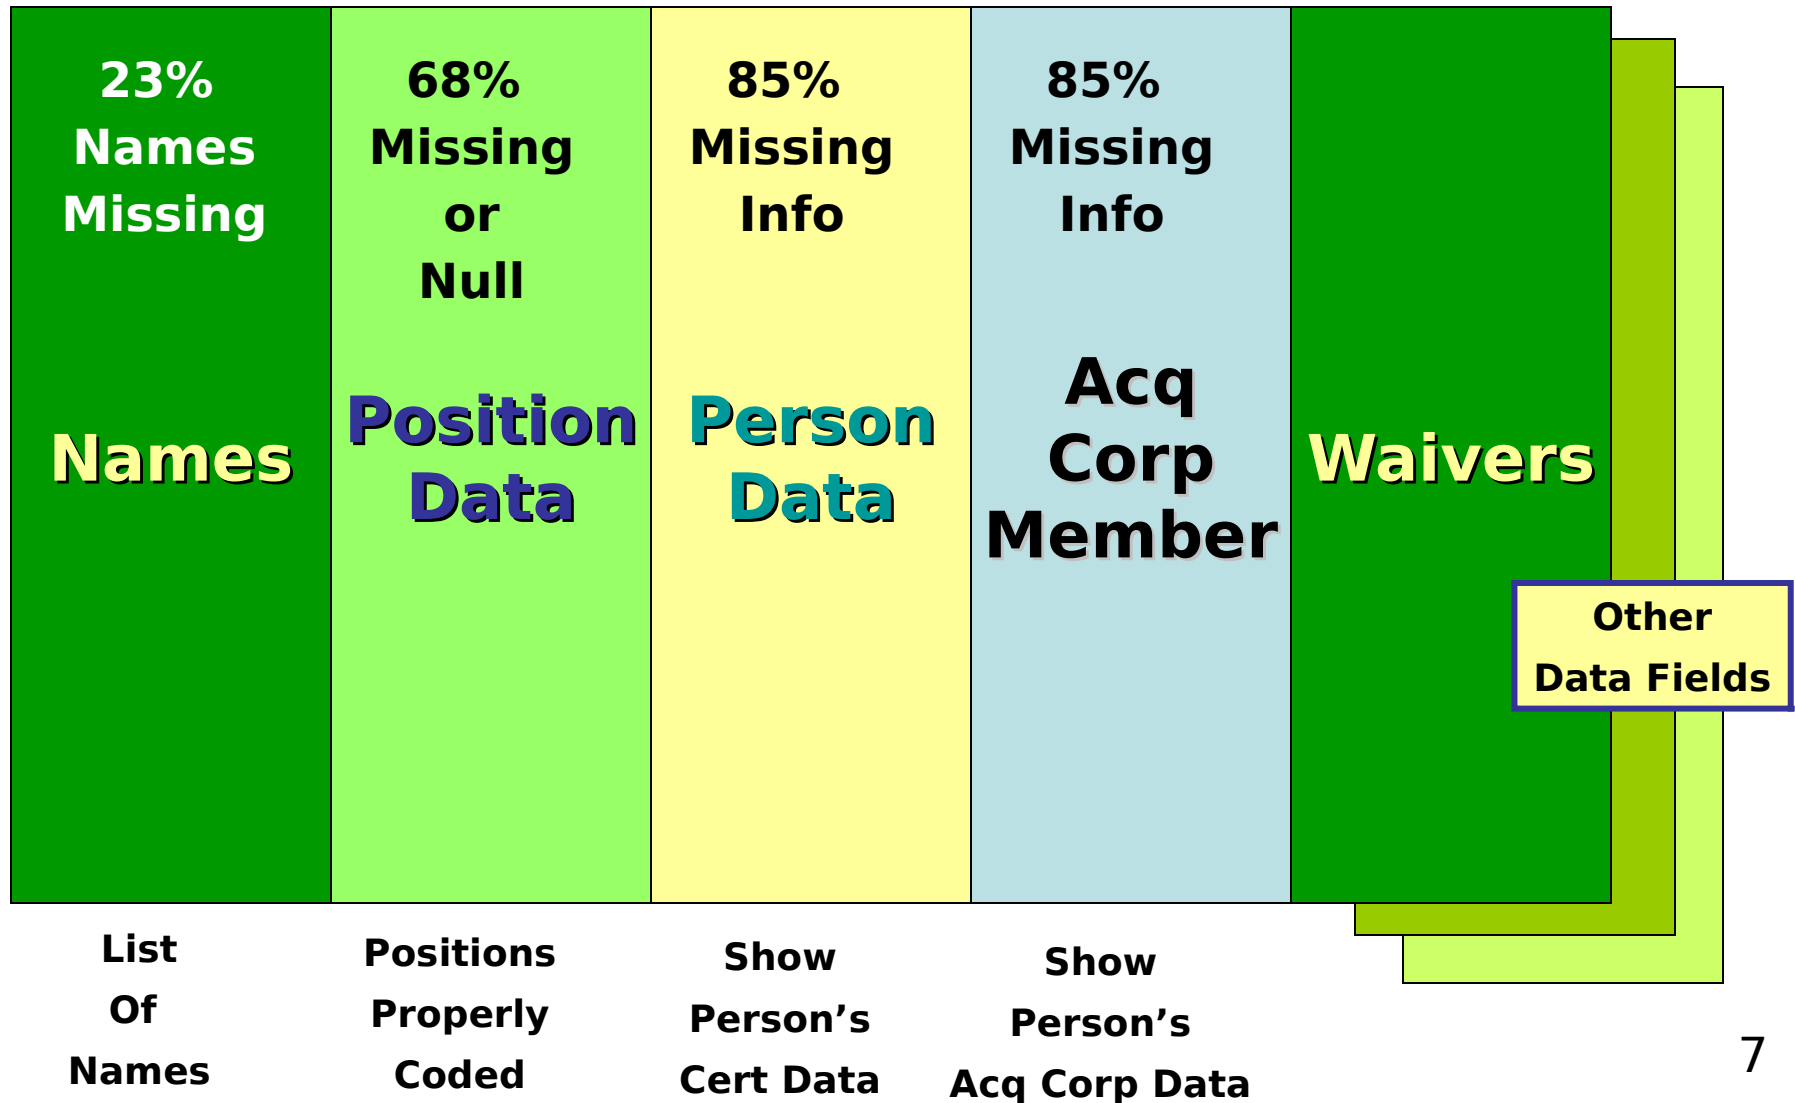 23%
Names
Missing
68%
Missing
or
Null
85%
Missing
Info
85%
Missing
Info
Names
Position
Data
Person
Data
Acq
Corp
Member
Waivers
Other
Data Fields
List
Of
Names
Positions
Properly
Coded
Show
Person’s
Cert Data
Show
Person’s
Acq Corp Data
7